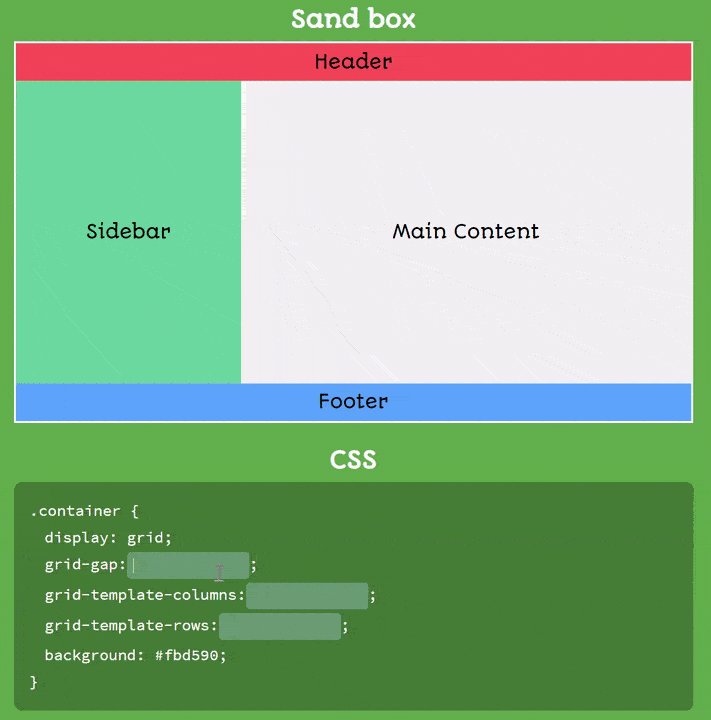 Sand box
Header
Sidebar
Main Content
Footer
CSS
.container {
display: grid;
grid-gap: ;
grid-template-columns: ;
grid-template-rows: ;
background: #fbd590;
}